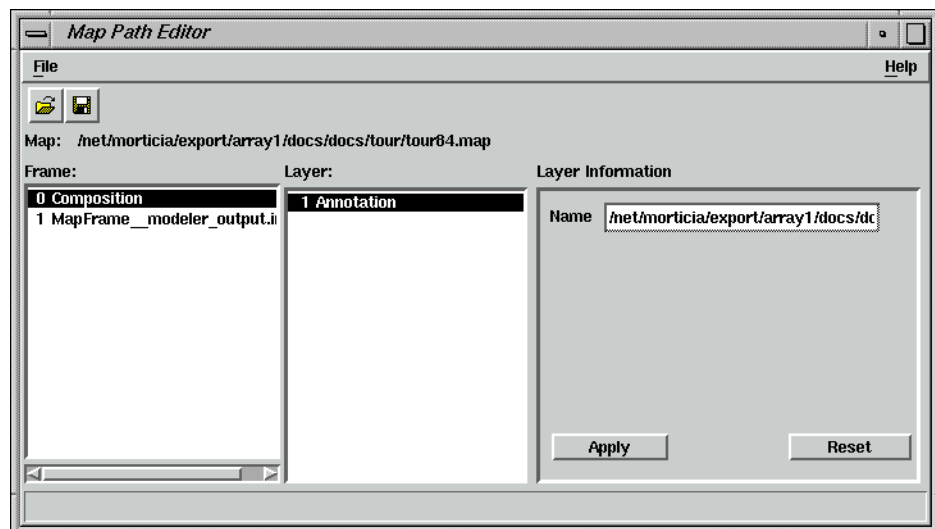 Map Path Editor
File Help
Map: /net/morticia/export/array1/docs/docs/tour/tour84.map
Frame: Layer: Layer Information
0 Composition
1 MapFrame__modeler_output.i
1 Annotation
Name /net/morticia/export/array1/docs/dc
Apply Reset